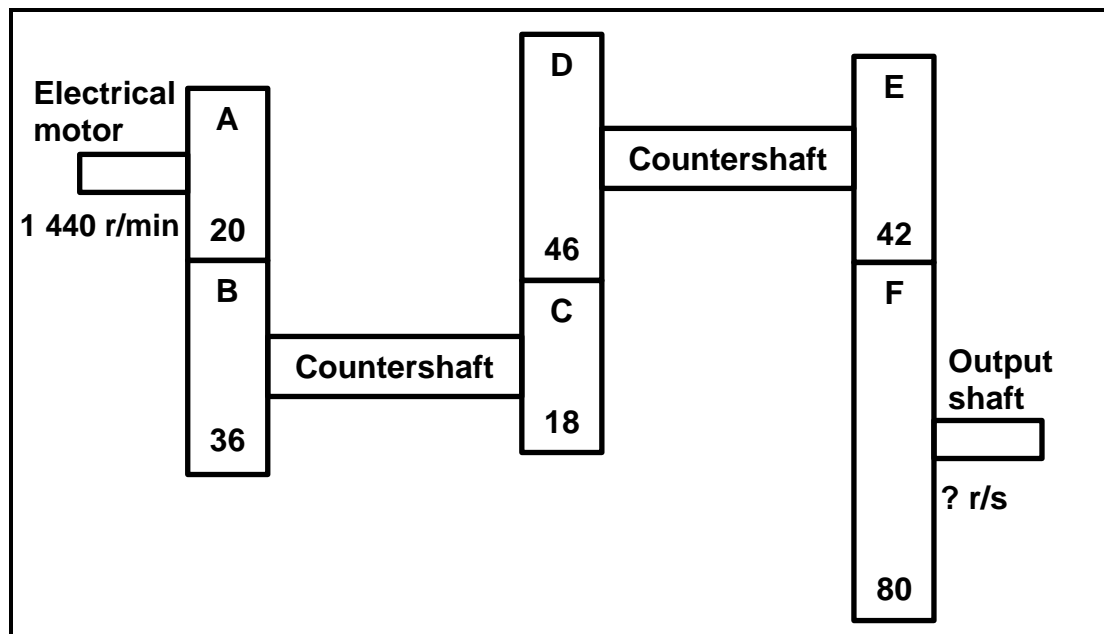 Electrical
motor
1 440 r/min
A
20
B
36
Countershaft
D
46
C
18
Countershaft
E
42
F
80
Output
shaft
? r/s